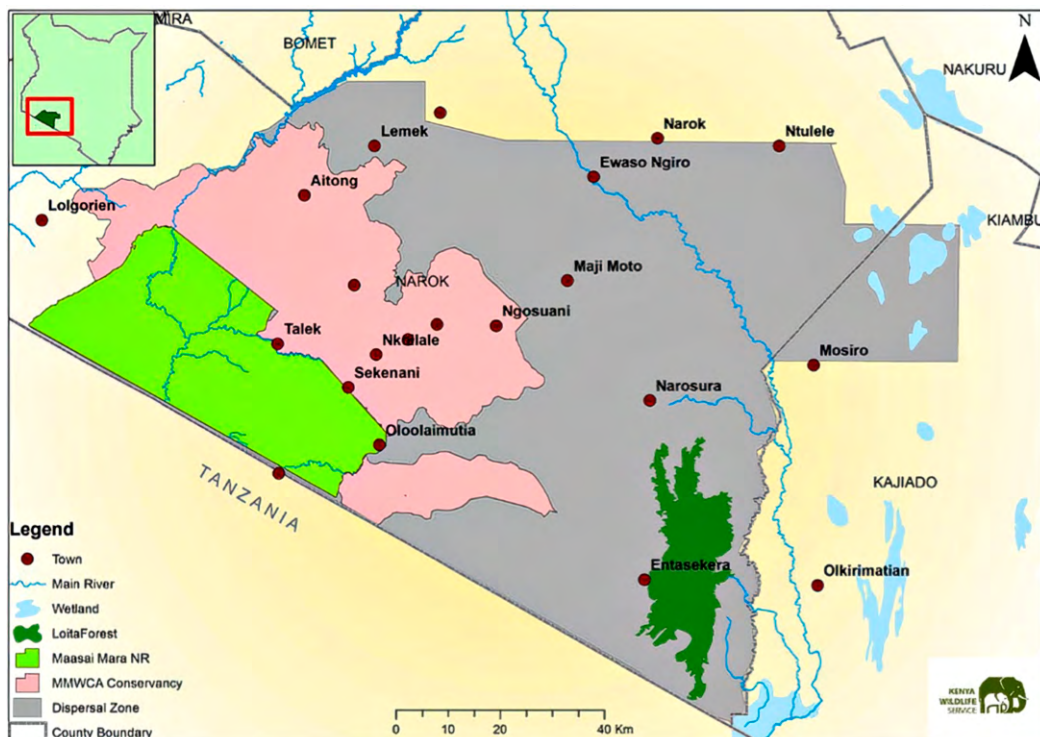 MIRA
BOMET
N
NAKURU
Lemek
Narok
Ntulele
Ewaso Ngiro
Aitong
Lolgorien
KIAMBU
Maji Moto
NAROK
Ngosuani
Talek
Mosiro
Sekenani
Narosura
Oloolaimutia
TANZANIA
KAJIADO
Entasekera
Olkirimatian
Legend
Town
Main River
Wetland
LoitaForest
Maasai Mara NR
MMWCA Conservancy
Dispersal Zone
County Boundary
0 10 20 40 Km
KENYA
WILDLIFE
SERVICE